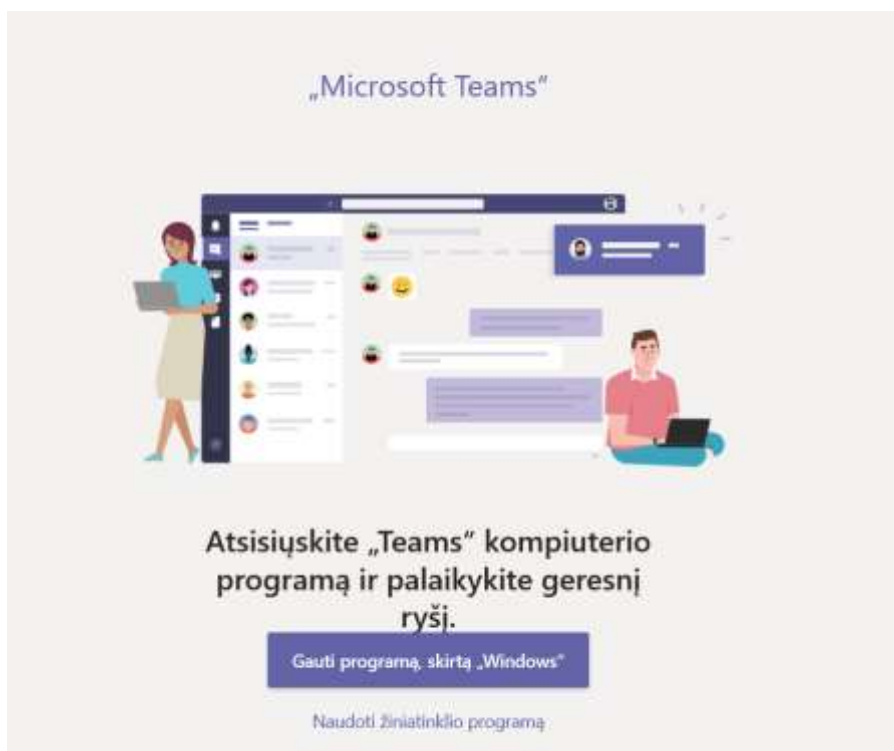 „Microsoft Teams“
Atsisiųskite „Teams“ kompiuterio
programą ir palaikykite geresnį
ryšį.
Gauti programą, skirtą „Windows“
Naudoti žiniatinklio programą